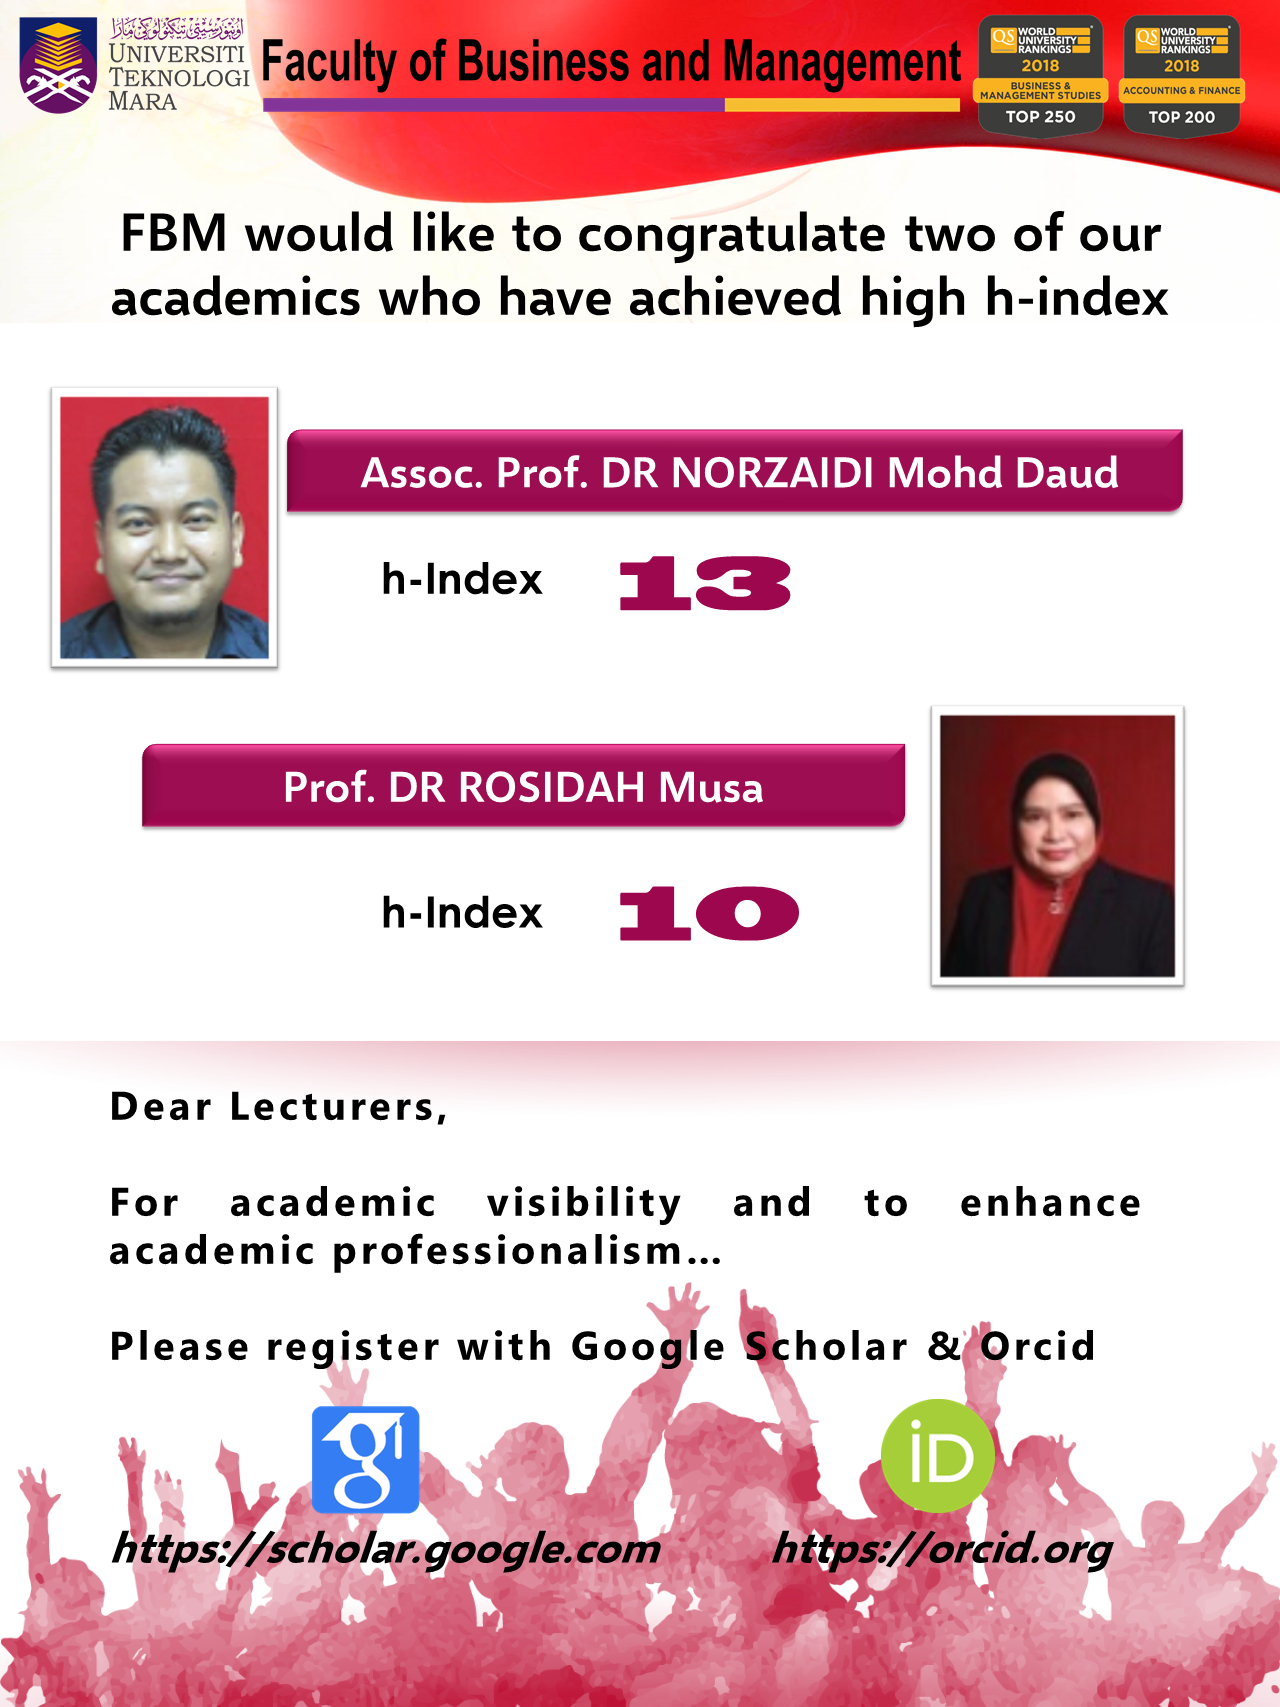 اونيۏرسيتي تيكنولوݢي مارا
UNIVERSITI
TEKNOLOGI
MARA
Faculty of Business and Management
QS WORLD UNIVERSITY RANKINGS
2018
BUSINESS &
MANAGEMENT STUDIES
TOP 250
QS WORLD UNIVERSITY RANKINGS
2018
ACCOUNTING & FINANCE
TOP 200
FBM would like to congratulate two of our
academics who have achieved high h-index
Assoc. Prof. DR NORZAIDI Mohd Daud
h-Index 13
Prof. DR ROSIDAH Musa
h-Index 10
Dear Lecturers,
For academic visibility and to enhance
academic professionalism...
Please register with Google Scholar & Orcid
g
iD
https://scholar.google.com
https://orcid.org